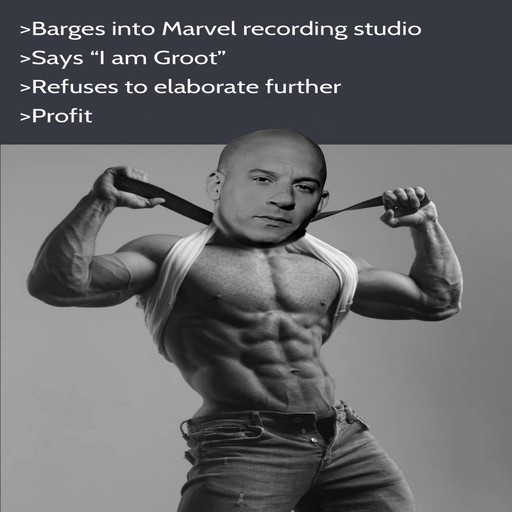 >Barges into Marvel recording studio
>Says “I am Groot”
>Refuses to elaborate further
>Profit